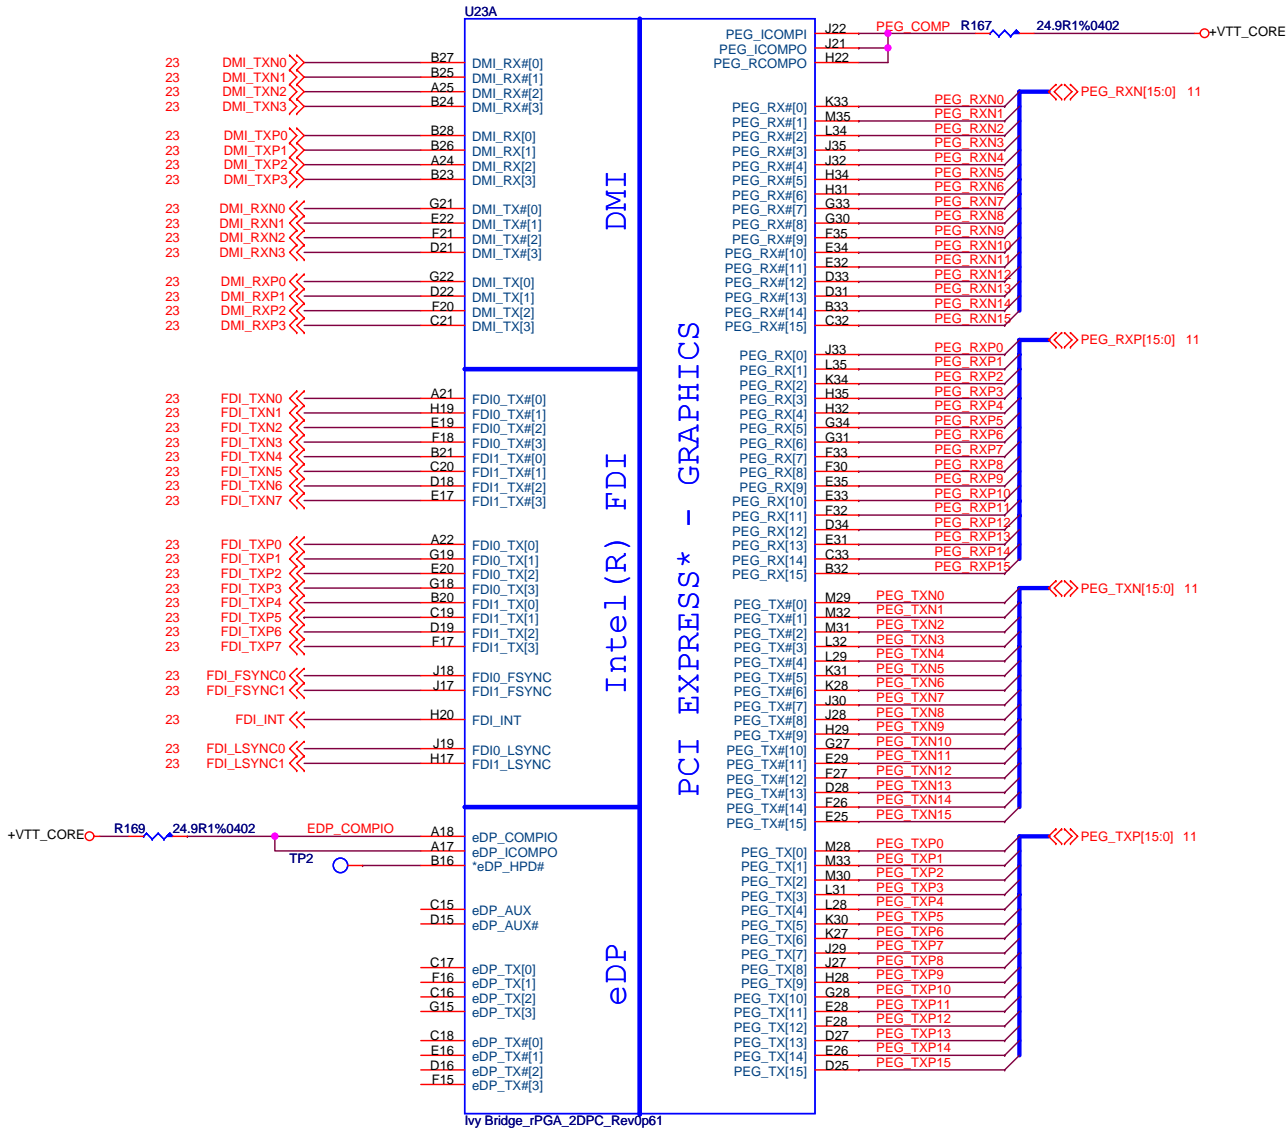 U23A
PEG_ICOMPI J22 PEG_COMP R167 24.9R1%0402 +VTT_CORE
PEG_ICOMPO J21
PEG_RCOMPO H22
23 DMI_TXN0 B27 DMI_RX#[0]
23 DMI_TXN1 B25 DMI_RX#[1]
23 DMI_TXN2 A25 DMI_RX#[2]
23 DMI_TXN3 B24 DMI_RX#[3]
23 DMI_TXP0 B28 DMI_RX[0]
23 DMI_TXP1 B26 DMI_RX[1]
23 DMI_TXP2 A24 DMI_RX[2]
23 DMI_TXP3 B23 DMI_RX[3]
23 DMI_RXN0 G21 DMI_TX#[0]
23 DMI_RXN1 E22 DMI_TX#[1]
23 DMI_RXN2 F21 DMI_TX#[2]
23 DMI_RXN3 D21 DMI_TX#[3]
23 DMI_RXP0 G22 DMI_TX[0]
23 DMI_RXP1 D22 DMI_TX[1]
23 DMI_RXP2 F20 DMI_TX[2]
23 DMI_RXP3 C21 DMI_TX[3]
DMI
23 FDI_TXN0 A21 FDI0_TX#[0]
23 FDI_TXN1 H19 FDI0_TX#[1]
23 FDI_TXN2 E19 FDI0_TX#[2]
23 FDI_TXN3 F18 FDI0_TX#[3]
23 FDI_TXN4 B21 FDI1_TX#[0]
23 FDI_TXN5 C20 FDI1_TX#[1]
23 FDI_TXN6 D18 FDI1_TX#[2]
23 FDI_TXN7 E17 FDI1_TX#[3]
23 FDI_TXP0 A22 FDI0_TX[0]
23 FDI_TXP1 G19 FDI0_TX[1]
23 FDI_TXP2 E20 FDI0_TX[2]
23 FDI_TXP3 G18 FDI0_TX[3]
23 FDI_TXP4 B20 FDI1_TX[0]
23 FDI_TXP5 C19 FDI1_TX[1]
23 FDI_TXP6 D19 FDI1_TX[2]
23 FDI_TXP7 F17 FDI1_TX[3]
23 FDI_FSYNC0 J18 FDI0_FSYNC
23 FDI_FSYNC1 J17 FDI1_FSYNC
23 FDI_INT H20 FDI_INT
23 FDI_LSYNC0 J19 FDI0_LSYNC
23 FDI_LSYNC1 H17 FDI1_LSYNC
Intel(R) FDI
+VTT_CORE R169 24.9R1%0402 EDP_COMPIO A18 eDP_COMPIO
A17 eDP_ICOMPO
TP2 B16 *eDP_HPD#
C15 eDP_AUX
D15 eDP_AUX#
C17 eDP_TX[0]
F16 eDP_TX[1]
C16 eDP_TX[2]
G15 eDP_TX[3]
C18 eDP_TX#[0]
E16 eDP_TX#[1]
D16 eDP_TX#[2]
F15 eDP_TX#[3]
eDP
PCI EXPRESS* - GRAPHICS
PEG_RXN[15:0] 11
PEG_RX#[0] K33 PEG_RXN0
PEG_RX#[1] M35 PEG_RXN1
PEG_RX#[2] L34 PEG_RXN2
PEG_RX#[3] J35 PEG_RXN3
PEG_RX#[4] J32 PEG_RXN4
PEG_RX#[5] H34 PEG_RXN5
PEG_RX#[6] H31 PEG_RXN6
PEG_RX#[7] G33 PEG_RXN7
PEG_RX#[8] G30 PEG_RXN8
PEG_RX#[9] F35 PEG_RXN9
PEG_RX#[10] E34 PEG_RXN10
PEG_RX#[11] E32 PEG_RXN11
PEG_RX#[12] D33 PEG_RXN12
PEG_RX#[13] D31 PEG_RXN13
PEG_RX#[14] B33 PEG_RXN14
PEG_RX#[15] C32 PEG_RXN15
PEG_RXP[15:0] 11
PEG_RX[0] J33 PEG_RXP0
PEG_RX[1] L35 PEG_RXP1
PEG_RX[2] K34 PEG_RXP2
PEG_RX[3] H35 PEG_RXP3
PEG_RX[4] H32 PEG_RXP4
PEG_RX[5] G34 PEG_RXP5
PEG_RX[6] G31 PEG_RXP6
PEG_RX[7] F33 PEG_RXP7
PEG_RX[8] F30 PEG_RXP8
PEG_RX[9] E35 PEG_RXP9
PEG_RX[10] E33 PEG_RXP10
PEG_RX[11] F32 PEG_RXP11
PEG_RX[12] D34 PEG_RXP12
PEG_RX[13] E31 PEG_RXP13
PEG_RX[14] C33 PEG_RXP14
PEG_RX[15] B32 PEG_RXP15
PEG_TXN[15:0] 11
PEG_TX#[0] M29 PEG_TXN0
PEG_TX#[1] M32 PEG_TXN1
PEG_TX#[2] M31 PEG_TXN2
PEG_TX#[3] L32 PEG_TXN3
PEG_TX#[4] L29 PEG_TXN4
PEG_TX#[5] K31 PEG_TXN5
PEG_TX#[6] K28 PEG_TXN6
PEG_TX#[7] J30 PEG_TXN7
PEG_TX#[8] J28 PEG_TXN8
PEG_TX#[9] H29 PEG_TXN9
PEG_TX#[10] G27 PEG_TXN10
PEG_TX#[11] E29 PEG_TXN11
PEG_TX#[12] F27 PEG_TXN12
PEG_TX#[13] D28 PEG_TXN13
PEG_TX#[14] F26 PEG_TXN14
PEG_TX#[15] E25 PEG_TXN15
PEG_TXP[15:0] 11
PEG_TX[0] M28 PEG_TXP0
PEG_TX[1] M33 PEG_TXP1
PEG_TX[2] M30 PEG_TXP2
PEG_TX[3] L31 PEG_TXP3
PEG_TX[4] L28 PEG_TXP4
PEG_TX[5] K30 PEG_TXP5
PEG_TX[6] K27 PEG_TXP6
PEG_TX[7] J29 PEG_TXP7
PEG_TX[8] J27 PEG_TXP8
PEG_TX[9] H28 PEG_TXP9
PEG_TX[10] G28 PEG_TXP10
PEG_TX[11] E28 PEG_TXP11
PEG_TX[12] F28 PEG_TXP12
PEG_TX[13] D27 PEG_TXP13
PEG_TX[14] E26 PEG_TXP14
PEG_TX[15] D25 PEG_TXP15
Ivy Bridge_rPGA_2DPC_Rev0p61